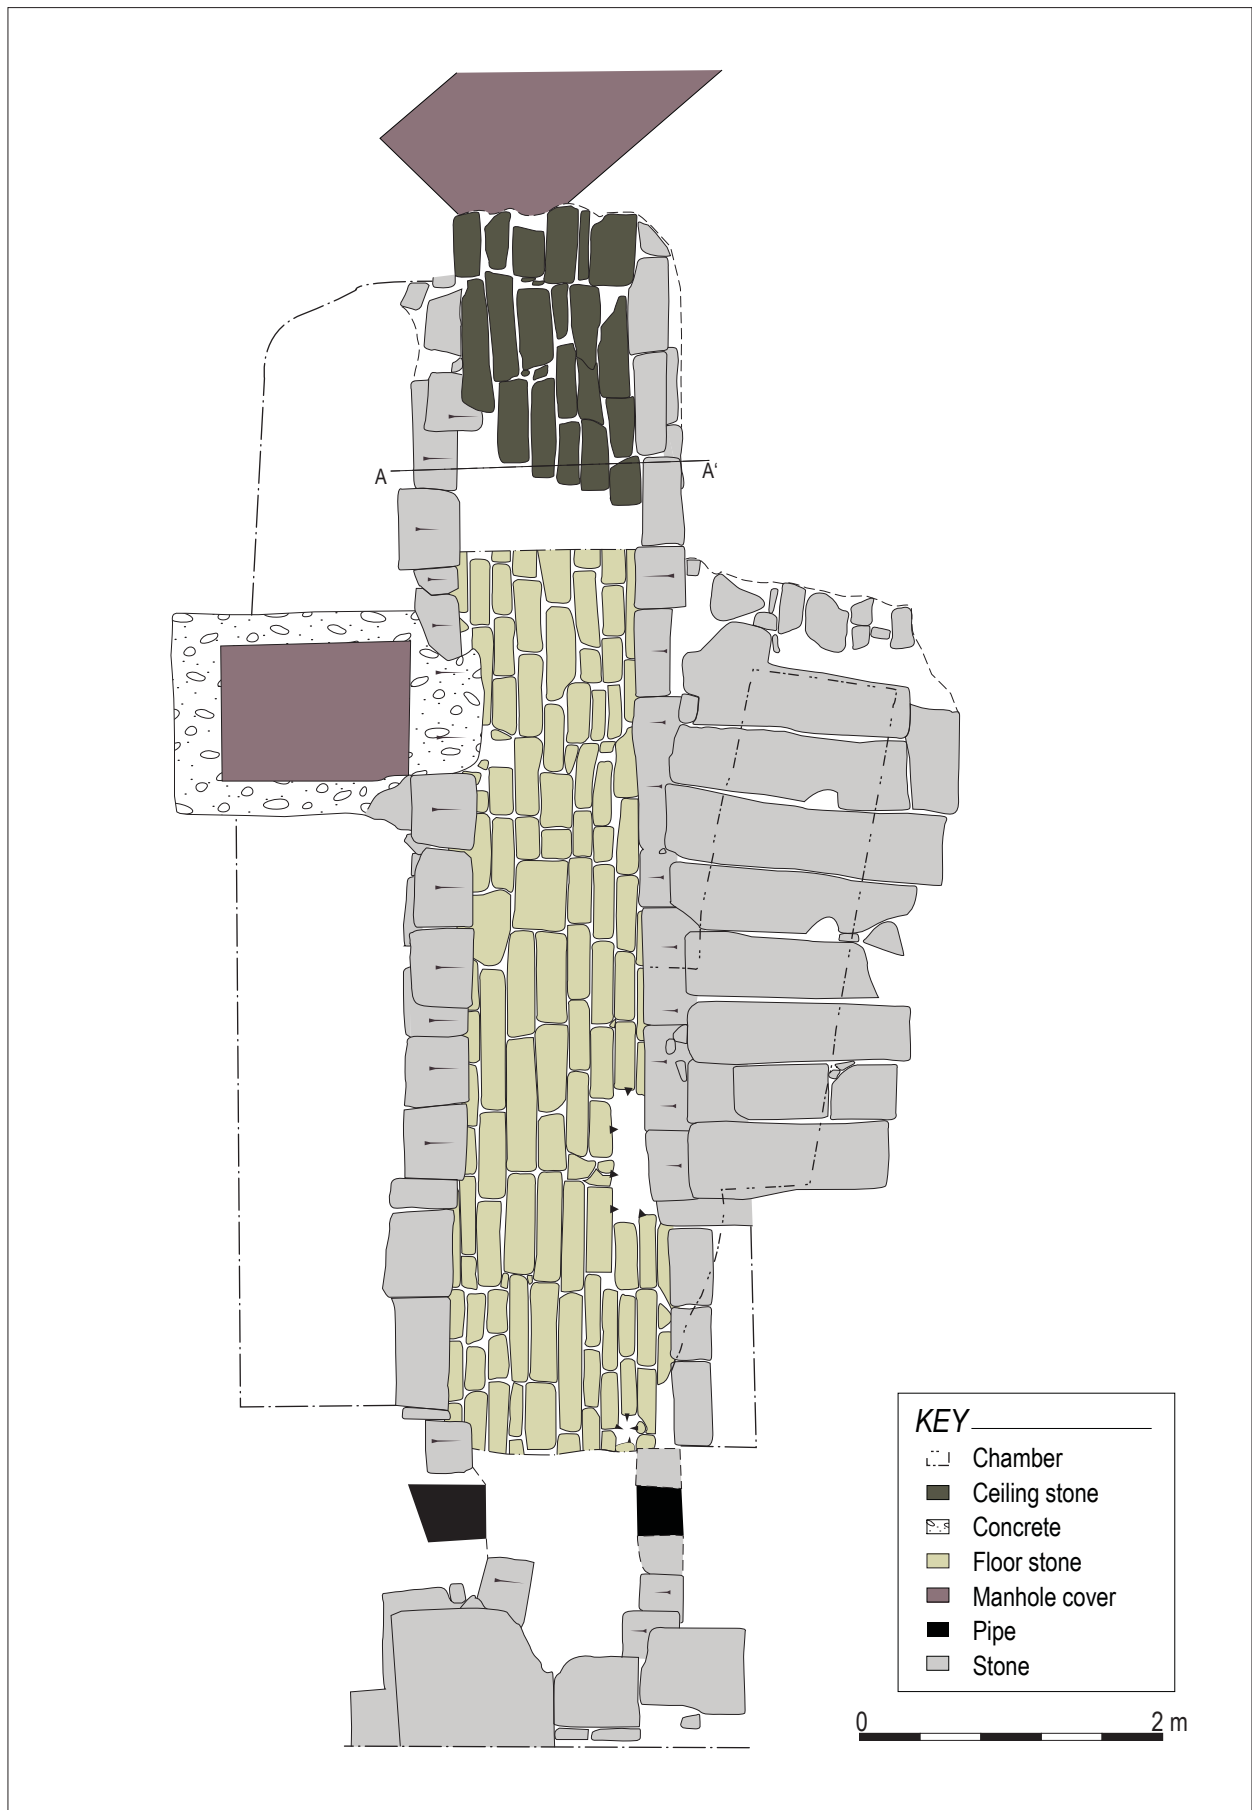 A A‘
KEY
Chamber
Ceiling stone
Concrete
Floor stone
Manhole cover
Pipe
Stone
0 2 m